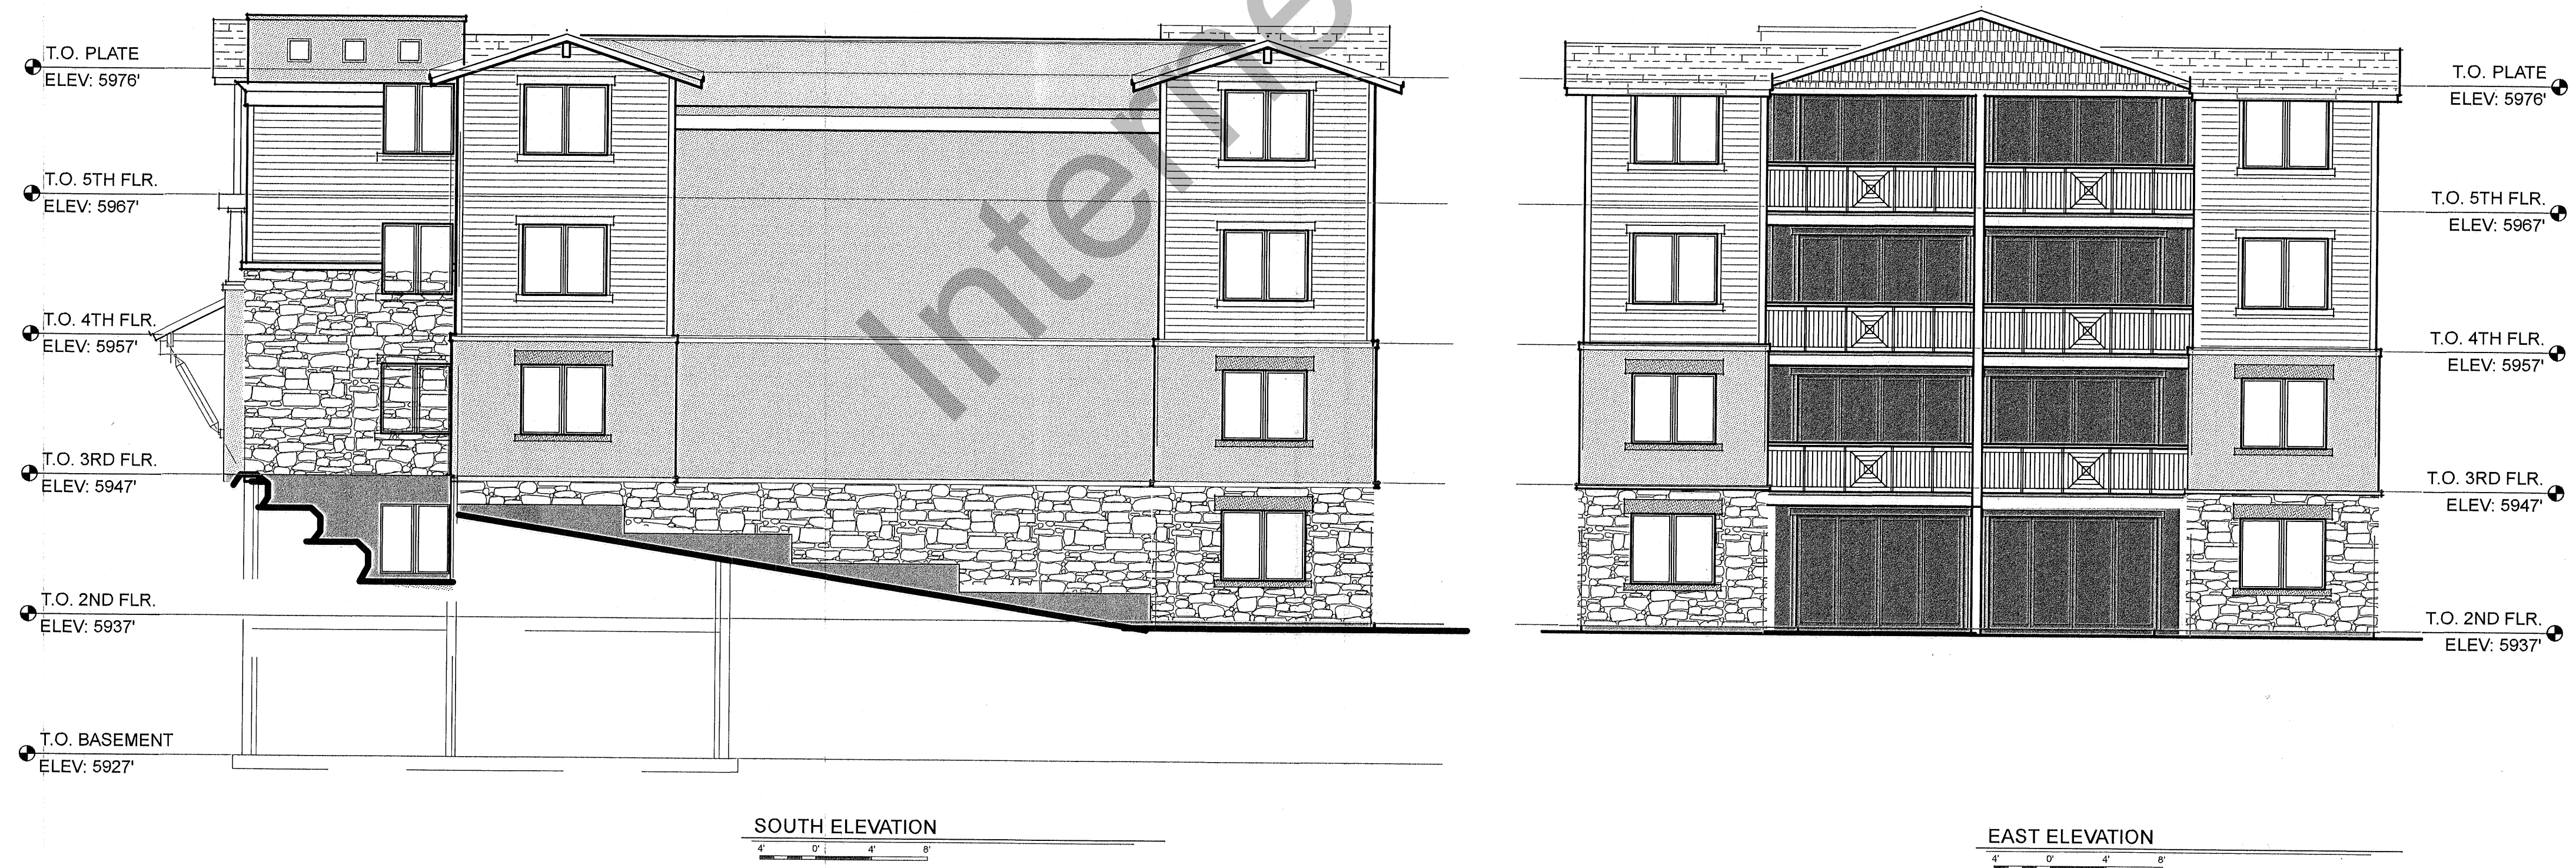 T.O. PLATE
ELEV: 5976'
T.O. 5TH FLR.
ELEV: 5967'
T.O. 4TH FLR.
ELEV: 5957'
T.O. 3RD FLR.
ELEV: 5947'
T.O. 2ND FLR.
ELEV: 5937'
T.O. BASEMENT
ELEV: 5927'
SOUTH ELEVATION
4' 0' 4' 8'
T.O. PLATE
ELEV: 5976'
T.O. 5TH FLR.
ELEV: 5967'
T.O. 4TH FLR.
ELEV: 5957'
T.O. 3RD FLR.
ELEV: 5947'
T.O. 2ND FLR.
ELEV: 5937'
EAST ELEVATION
4' 0' 4' 8'
Interne